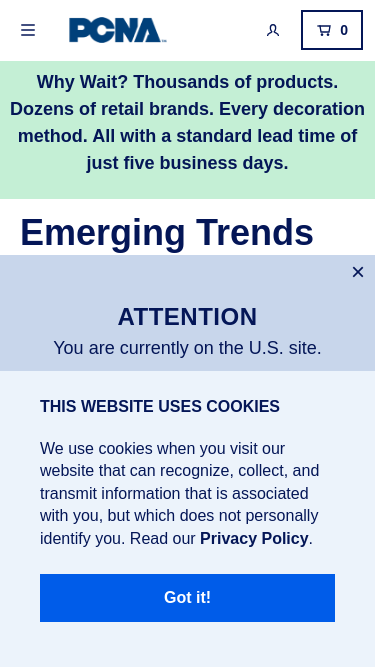 PCNA
0
Why Wait? Thousands of products.
Dozens of retail brands. Every decoration
method. All with a standard lead time of
just five business days.
Emerging Trends
ATTENTION
You are currently on the U.S. site.
THIS WEBSITE USES COOKIES
We use cookies when you visit our
website that can recognize, collect, and
transmit information that is associated
with you, but which does not personally
identify you. Read our Privacy Policy.
Got it!